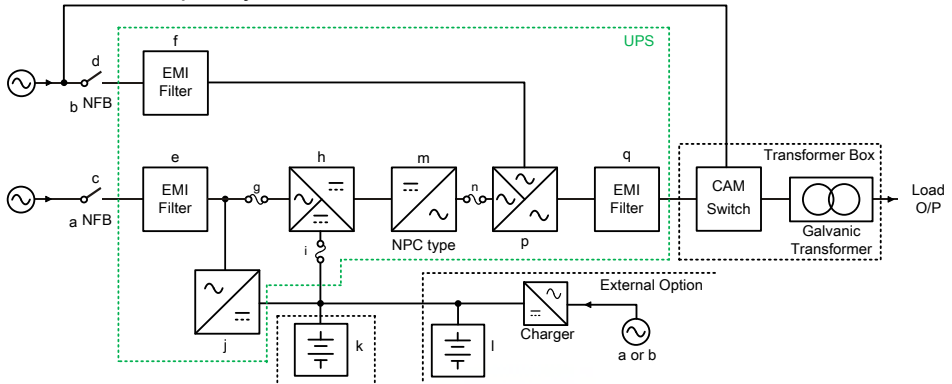 f
UPS
d
EMI
Filter
b NFB
e
h
m
q
Transformer Box
c
EMI
Filter
g
n
EMI
Filter
CAM
Switch
Load
O/P
a NFB
i
NPC type
p
Galvanic
Transformer
External Option
j
k
l
Charger
a or b